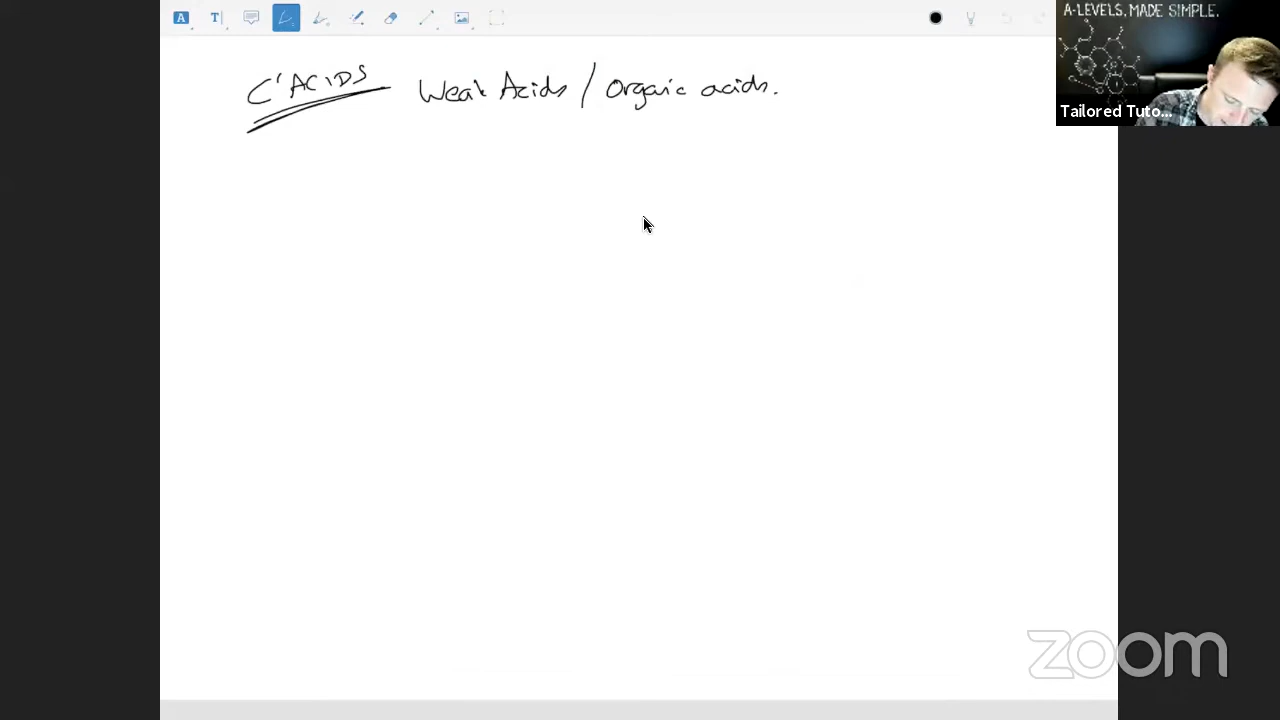 A-LEVELS, MADE SIMPLE.
A T
C'ACIDS Weak Acids / Organic acids.
Tailored Tuto...
zoom